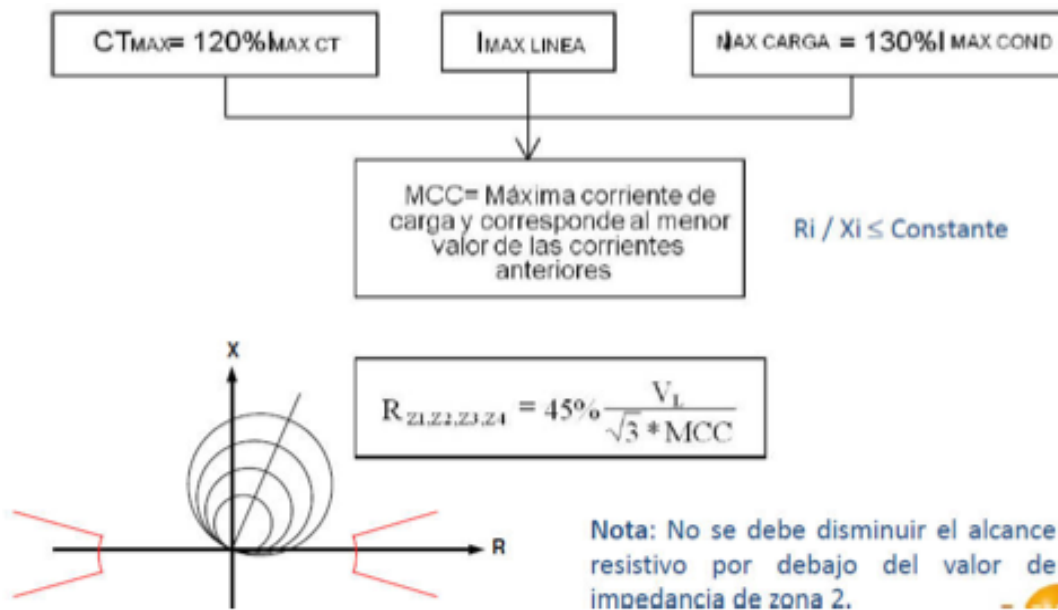 CTMAX= 120%IMAX CT
IMAX LINEA
MAX CARGA = 130%I MAX COND
MCC= Máxima corriente de
carga y corresponde al menor
valor de las corrientes
anteriores
Ri / Xi ≤ Constante
X
R Z1,Z2,Z3,Z4 = 45% VL / √3 * MCC
R
Nota: No se debe disminuir el alcance
resistivo por debajo del valor de
impedancia de zona 2.